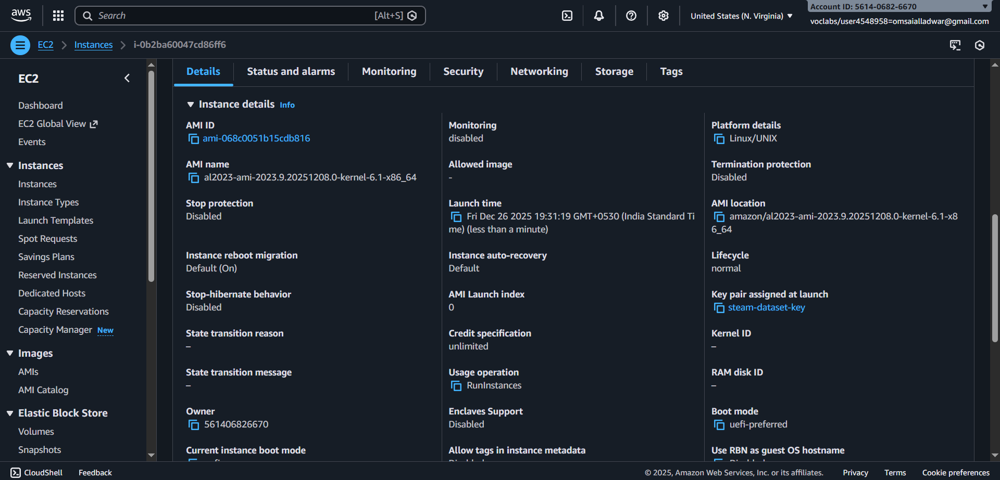 aws
Search [Alt+S]
United States (N. Virginia)
Account ID: 5614-0682-6670
voclabs/user4548958=omsaialladwar@gmail.com
EC2 Instances i-0b2ba60047cd86ff6
EC2
Dashboard
EC2 Global View
Events
Instances
Instances
Instance Types
Launch Templates
Spot Requests
Savings Plans
Reserved Instances
Dedicated Hosts
Capacity Reservations
Capacity Manager New
Images
AMIs
AMI Catalog
Elastic Block Store
Volumes
Snapshots
Details Status and alarms Monitoring Security Networking Storage Tags
Instance details Info
AMI ID
ami-068c0051b15cdb816
Monitoring
disabled
Platform details
Linux/UNIX
AMI name
al2023-ami-2023.9.20251208.0-kernel-6.1-x86_64
Allowed image
-
Termination protection
Disabled
Stop protection
Disabled
Launch time
Fri Dec 26 2025 19:31:19 GMT+0530 (India Standard Ti
me) (less than a minute)
AMI location
amazon/al2023-ami-2023.9.20251208.0-kernel-6.1-x8
6_64
Instance reboot migration
Default (On)
Instance auto-recovery
Default
Lifecycle
normal
Stop-hibernate behavior
Disabled
AMI Launch index
0
Key pair assigned at launch
steam-dataset-key
State transition reason
–
Credit specification
unlimited
Kernel ID
–
State transition message
–
Usage operation
RunInstances
RAM disk ID
–
Owner
561406826670
Enclaves Support
Disabled
Boot mode
uefi-preferred
Current instance boot mode
Allow tags in instance metadata
Use RBN as guest OS hostname
CloudShell Feedback
© 2025, Amazon Web Services, Inc. or its affiliates. Privacy Terms Cookie preferences